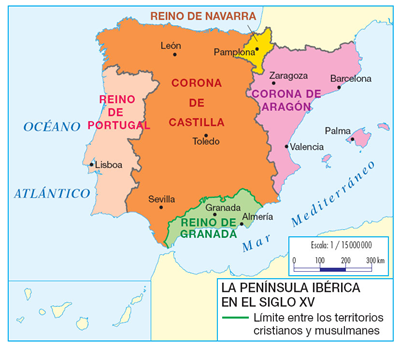 REINO DE NAVARRA
León
Pamplona
Zaragoza
Barcelona
CORONA
DE
CASTILLA
CORONA DE
ARAGÓN
REINO
DE
PORTUGAL
OCÉANO
ATLÁNTICO
Toledo
Palma
Valencia
Lisboa
Sevilla
Granada
Almería
REINO DE
GRANADA
Mar Mediterráneo
Escala: 1 / 15 000 000
0 100 200 300 km
LA PENÍNSULA IBÉRICA
EN EL SIGLO XV
Límite entre los territorios
cristianos y musulmanes